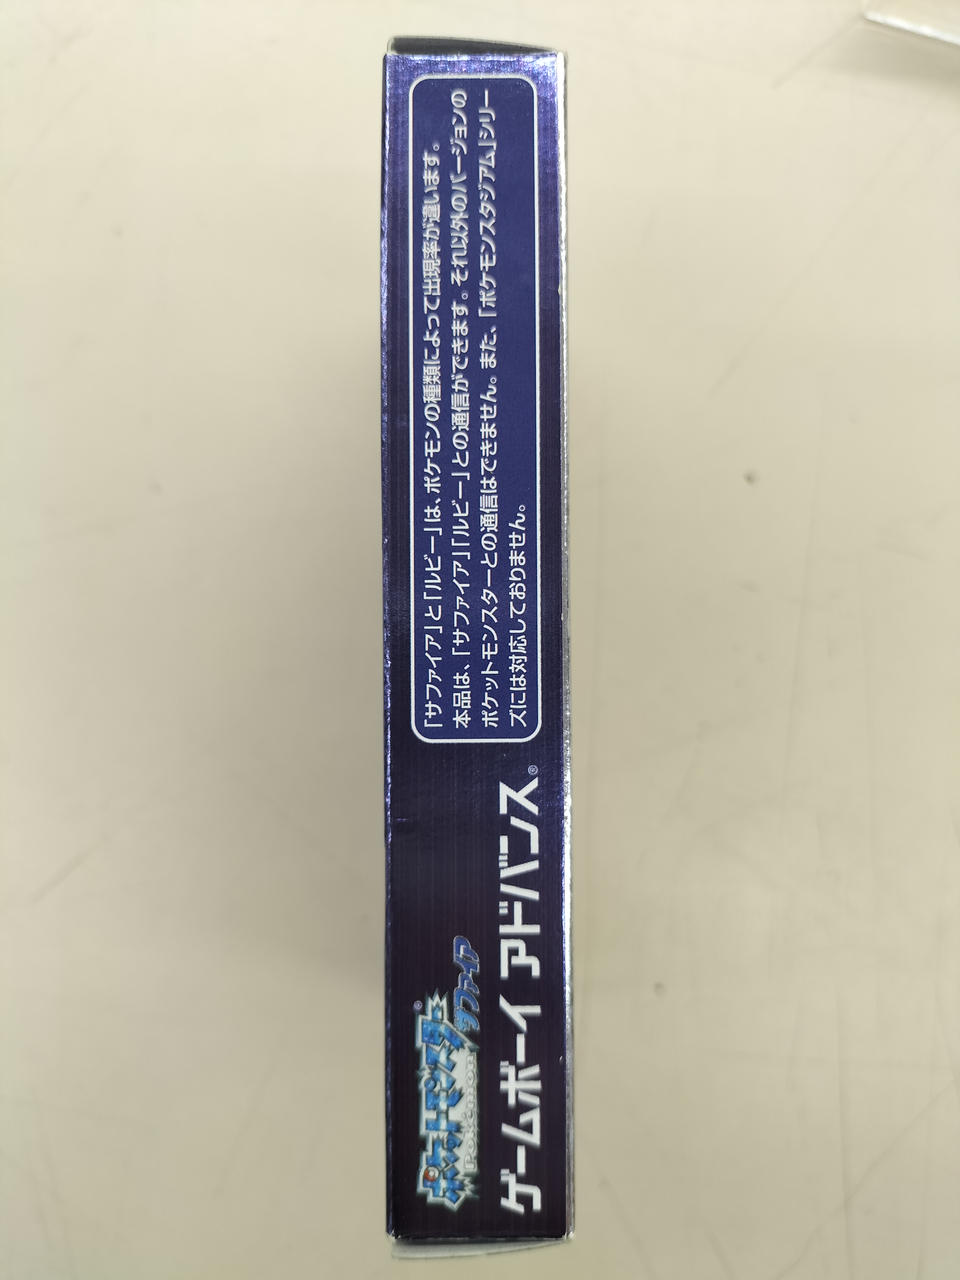 ポケットモンスター®
Pokémon
サファイア
ゲームボーイ アドバンス®
「サファイア」と「ルビー」は、ポケモンの種類によって出現率が違います。
本品は、「サファイア」「ルビー」との通信ができます。それ以外のバージョンの
ポケットモンスターとの通信はできません。また、「ポケモンスタジアム」シリー
ズには対応しておりません。